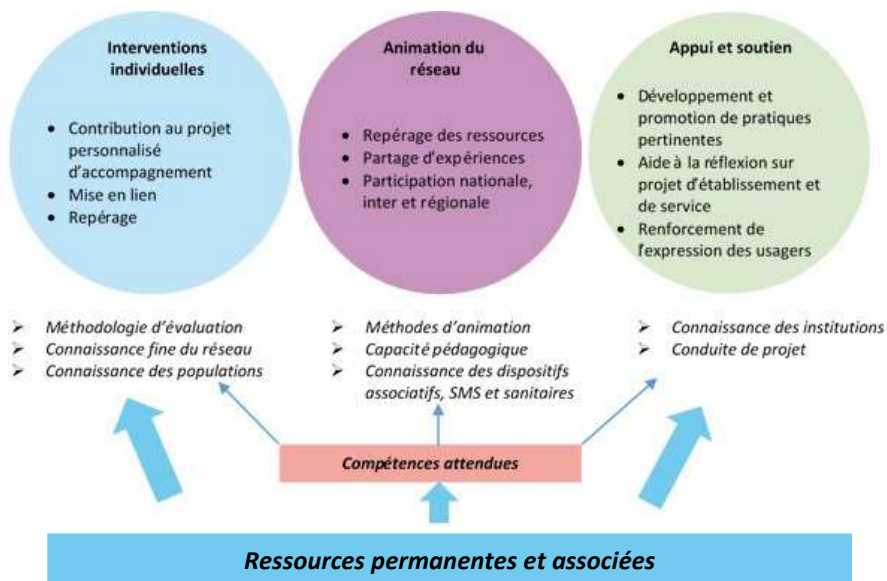 Interventions
individuelles
• Contribution au projet
personnalisé
d'accompagnement
• Mise en lien
• Repérage
Animation du
réseau
• Repérage des ressources
• Partage d'expériences
• Participation nationale,
inter et régionale
Appui et soutien
• Développement et
promotion de pratiques
pertinentes
• Aide à la réflexion sur
projet d'établissement et
de service
• Renforcement de
l'expression des usagers
➢ Méthodologie d'évaluation
➢ Connaissance fine du réseau
➢ Connaissance des populations
➢ Méthodes d'animation
➢ Capacité pédagogique
➢ Connaissance des dispositifs
associatifs, SMS et sanitaires
➢ Connaissance des institutions
➢ Conduite de projet
Compétences attendues
Ressources permanentes et associées